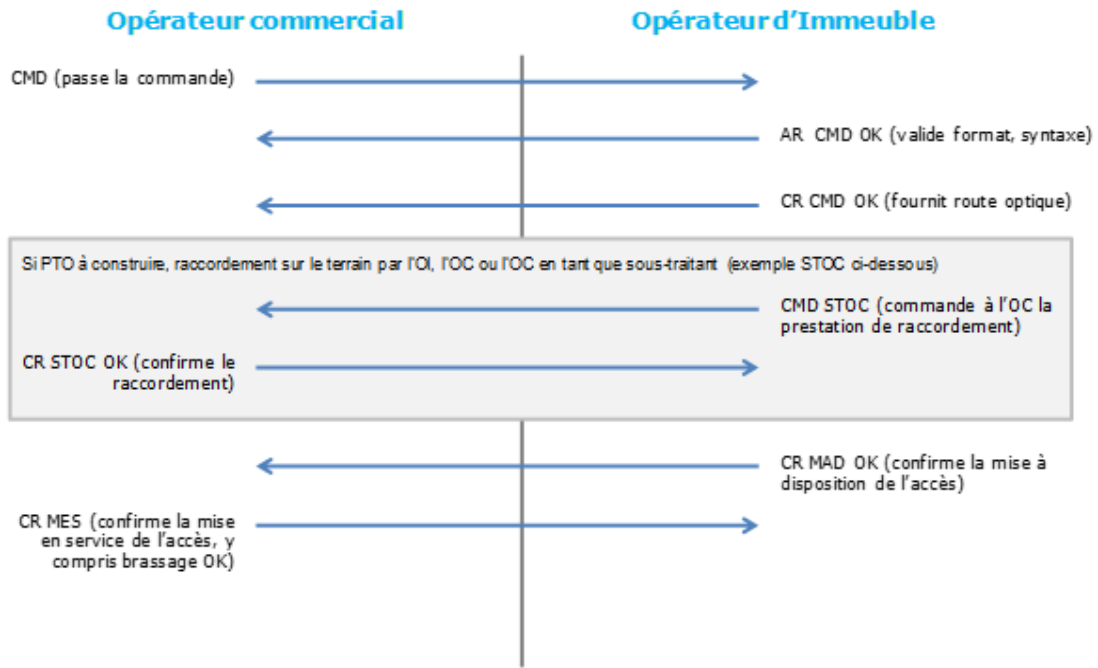 Opérateur commercial
Opérateur d'Immeuble
CMD (passe la commande)
AR CMD OK (valide format, syntaxe)
CR CMD OK (fournit route optique)
Si PTO à construire, raccordement sur le terrain par l'OI, l'OC ou l'OC en tant que sous-traitant (exemple STOC ci-dessous)
CMD STOC (commande à l'OC la
prestation de raccordement)
CR STOC OK (confirme le
raccordement)
CR MAD OK (confirme la mise à
disposition de l'accès)
CR MES (confirme la mise
en service de l'accès, y
compris brassage OK)